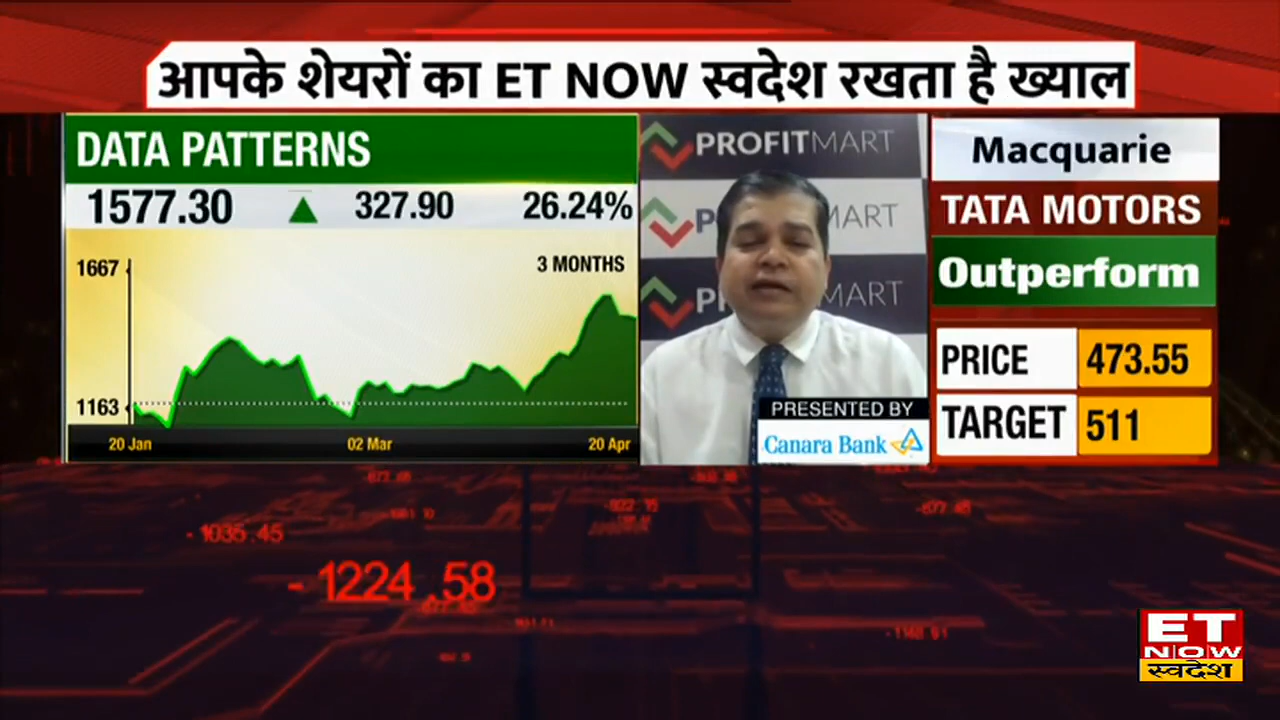 आपके शेयरों का ET NOW स्वदेश रखता है ख्याल
DATA PATTERNS
1577.30 ▲ 327.90 26.24%
3 MONTHS
1667
1163
20 Jan 02 Mar 20 Apr
PROFITMART
MART
MART
PRESENTED BY
Canara Bank
Macquarie
TATA MOTORS
Outperform
PRICE 473.55
TARGET 511
- 1035.45
- 1224.58
ET
NOW
स्वदेश